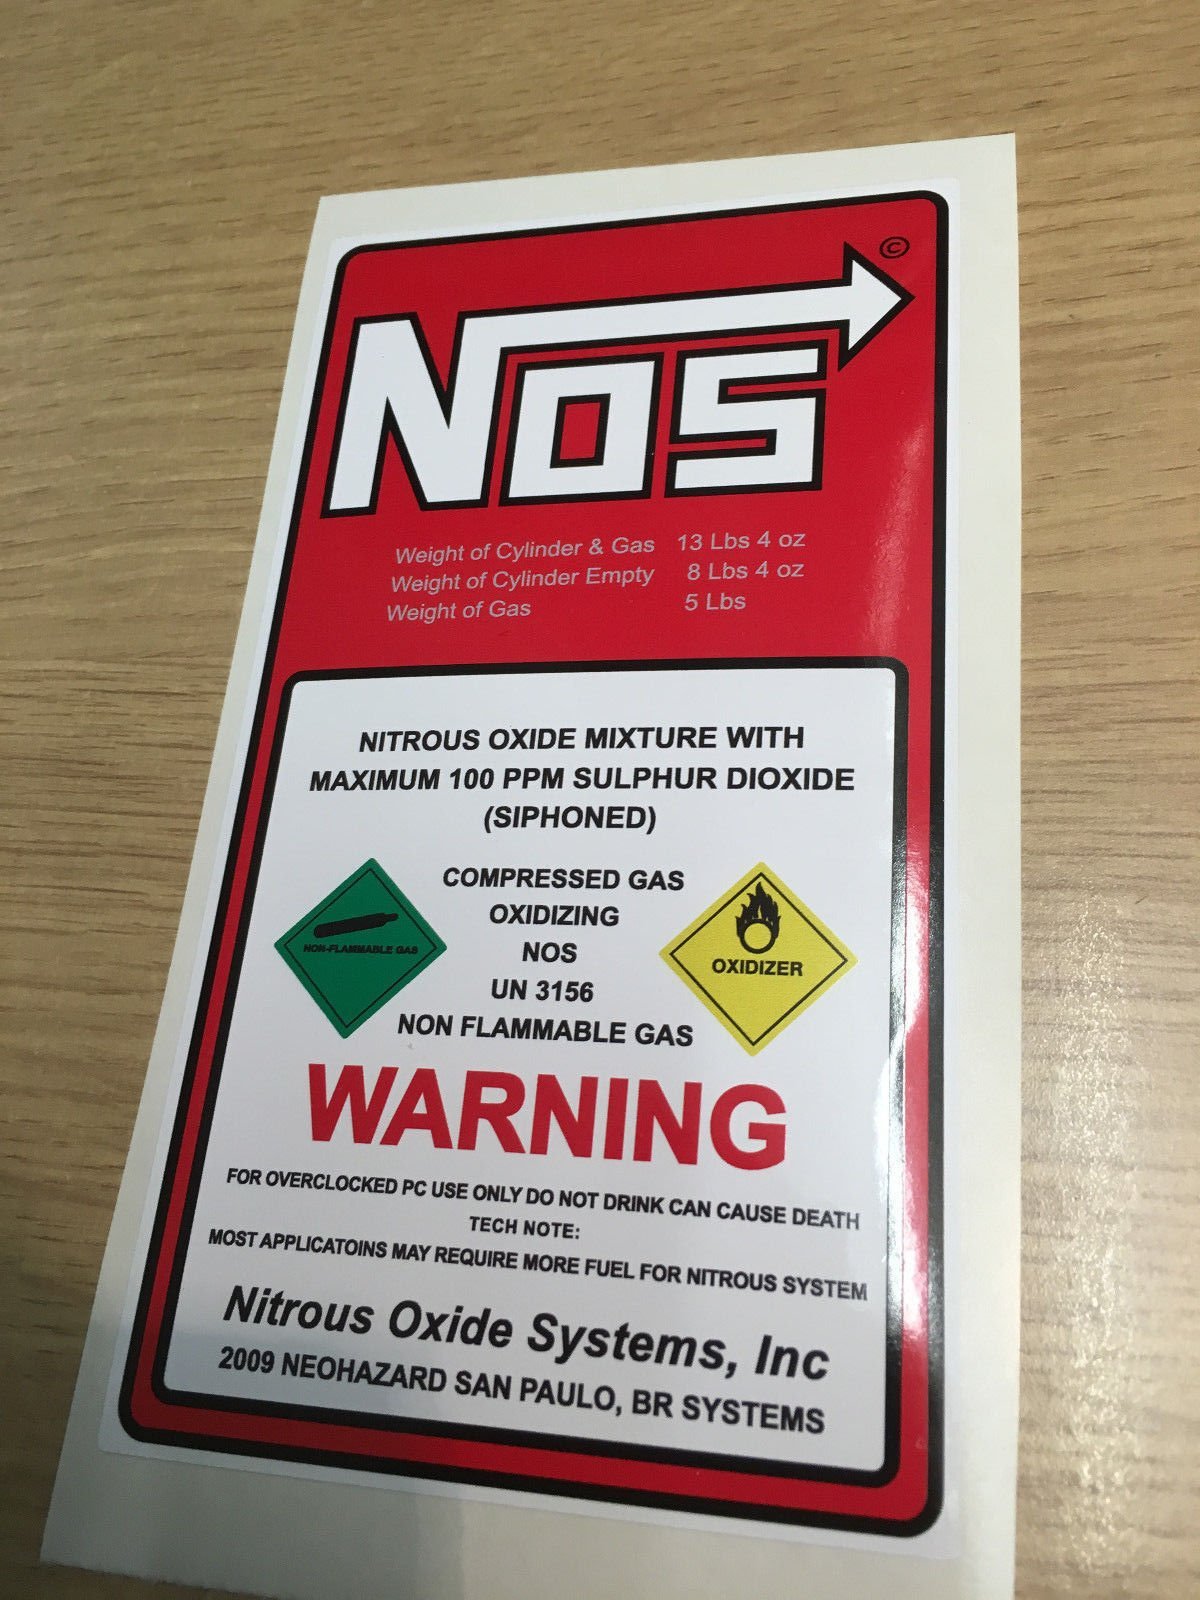 ©
NOS
Weight of Cylinder & Gas 13 Lbs 4 oz
Weight of Cylinder Empty 8 Lbs 4 oz
Weight of Gas 5 Lbs
NITROUS OXIDE MIXTURE WITH
MAXIMUM 100 PPM SULPHUR DIOXIDE
(SIPHONED)
COMPRESSED GAS
OXIDIZING
NOS
UN 3156
NON FLAMMABLE GAS
NON-FLAMMABLE GAS
OXIDIZER
WARNING
FOR OVERCLOCKED PC USE ONLY DO NOT DRINK CAN CAUSE DEATH
TECH NOTE:
MOST APPLICATOINS MAY REQUIRE MORE FUEL FOR NITROUS SYSTEM
Nitrous Oxide Systems, Inc
2009 NEOHAZARD SAN PAULO, BR SYSTEMS